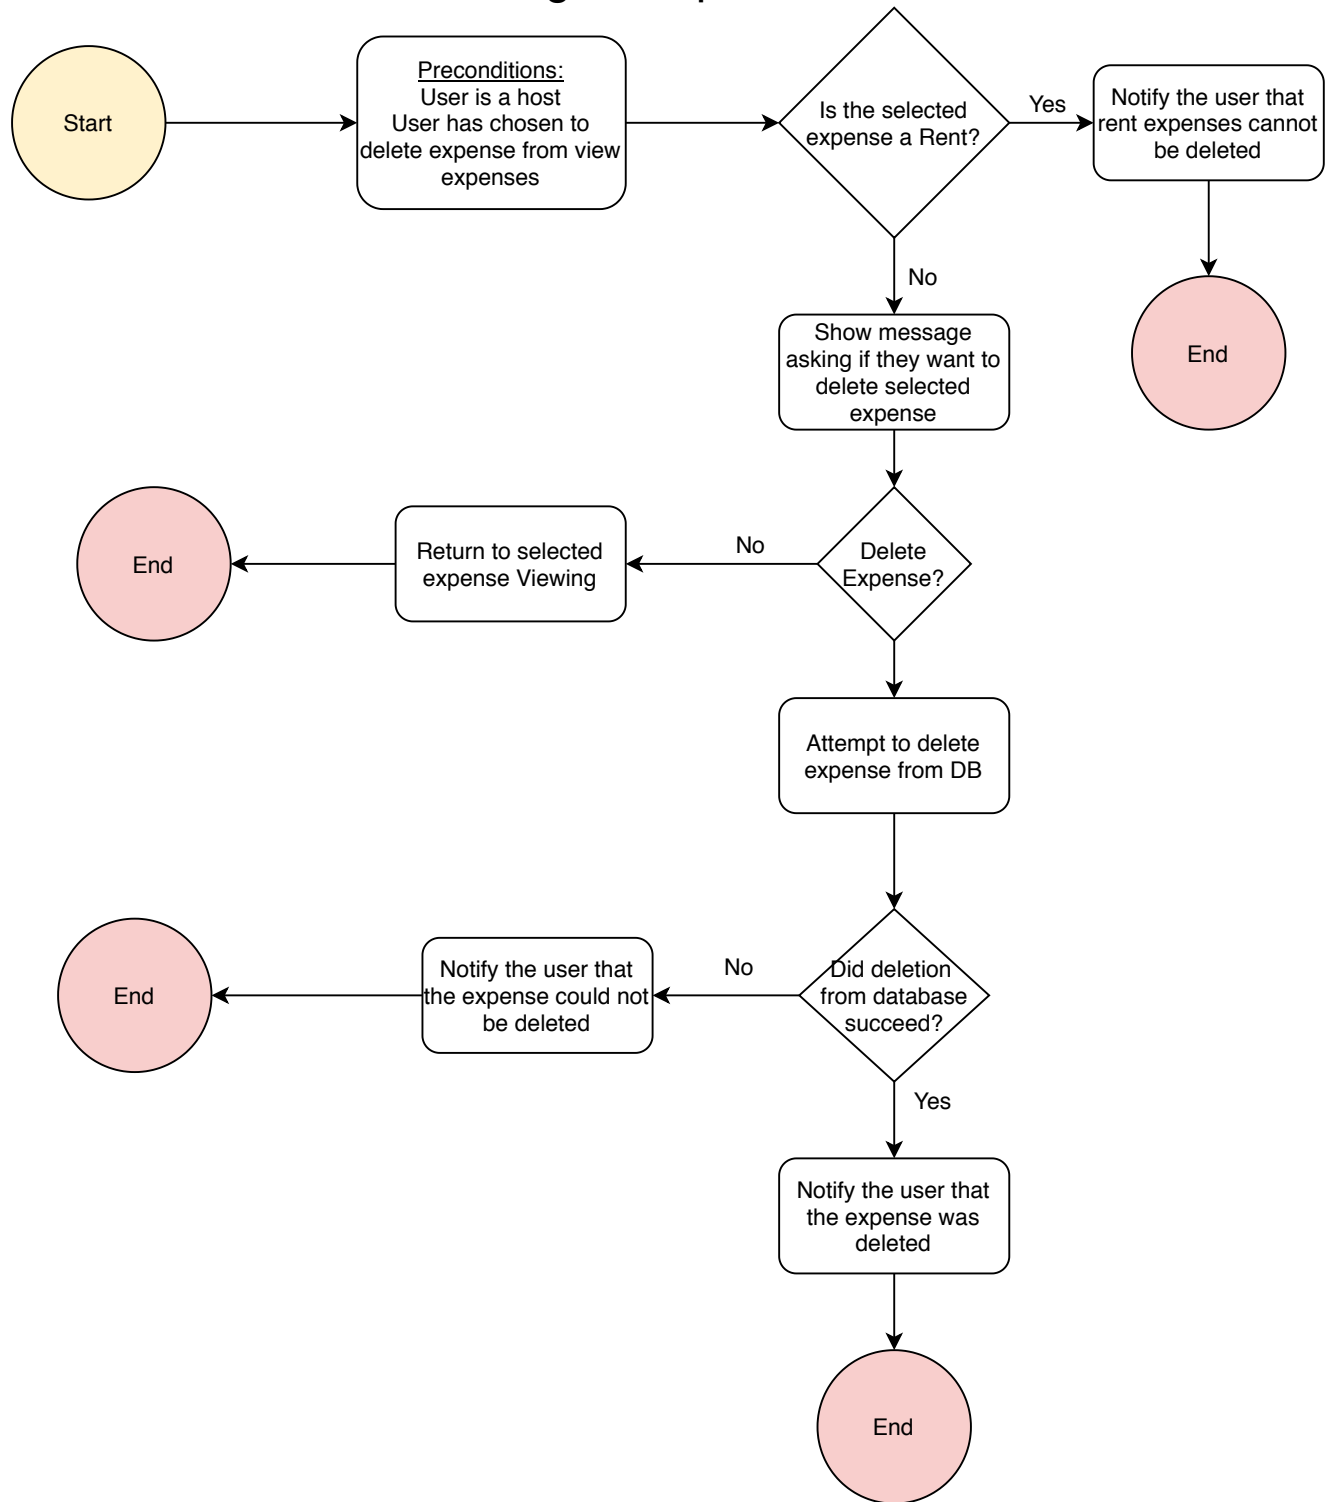 Start
Preconditions:
User is a host
User has chosen to
delete expense from view
expenses
Is the selected
expense a Rent?
Yes
Notify the user that
rent expenses cannot
be deleted
No
End
Show message
asking if they want to
delete selected
expense
End
Return to selected
expense Viewing
No
Delete
Expense?
Attempt to delete
expense from DB
End
Notify the user that
the expense could not
be deleted
No
Did deletion
from database
succeed?
Yes
Notify the user that
the expense was
deleted
End